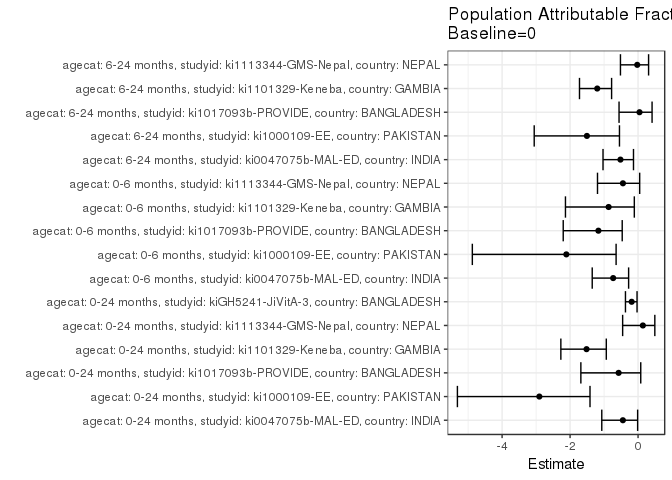 Population Attributable Fract
Baseline=0
agecat: 6-24 months, studyid: ki1113344-GMS-Nepal, country: NEPAL
agecat: 6-24 months, studyid: ki1101329-Keneba, country: GAMBIA
agecat: 6-24 months, studyid: ki1017093b-PROVIDE, country: BANGLADESH
agecat: 6-24 months, studyid: ki1000109-EE, country: PAKISTAN
agecat: 6-24 months, studyid: ki0047075b-MAL-ED, country: INDIA
agecat: 0-6 months, studyid: ki1113344-GMS-Nepal, country: NEPAL
agecat: 0-6 months, studyid: ki1101329-Keneba, country: GAMBIA
agecat: 0-6 months, studyid: ki1017093b-PROVIDE, country: BANGLADESH
agecat: 0-6 months, studyid: ki1000109-EE, country: PAKISTAN
agecat: 0-6 months, studyid: ki0047075b-MAL-ED, country: INDIA
agecat: 0-24 months, studyid: kiGH5241-JiVitA-3, country: BANGLADESH
agecat: 0-24 months, studyid: ki1113344-GMS-Nepal, country: NEPAL
agecat: 0-24 months, studyid: ki1101329-Keneba, country: GAMBIA
agecat: 0-24 months, studyid: ki1017093b-PROVIDE, country: BANGLADESH
agecat: 0-24 months, studyid: ki1000109-EE, country: PAKISTAN
agecat: 0-24 months, studyid: ki0047075b-MAL-ED, country: INDIA
-4 -2 0
Estimate